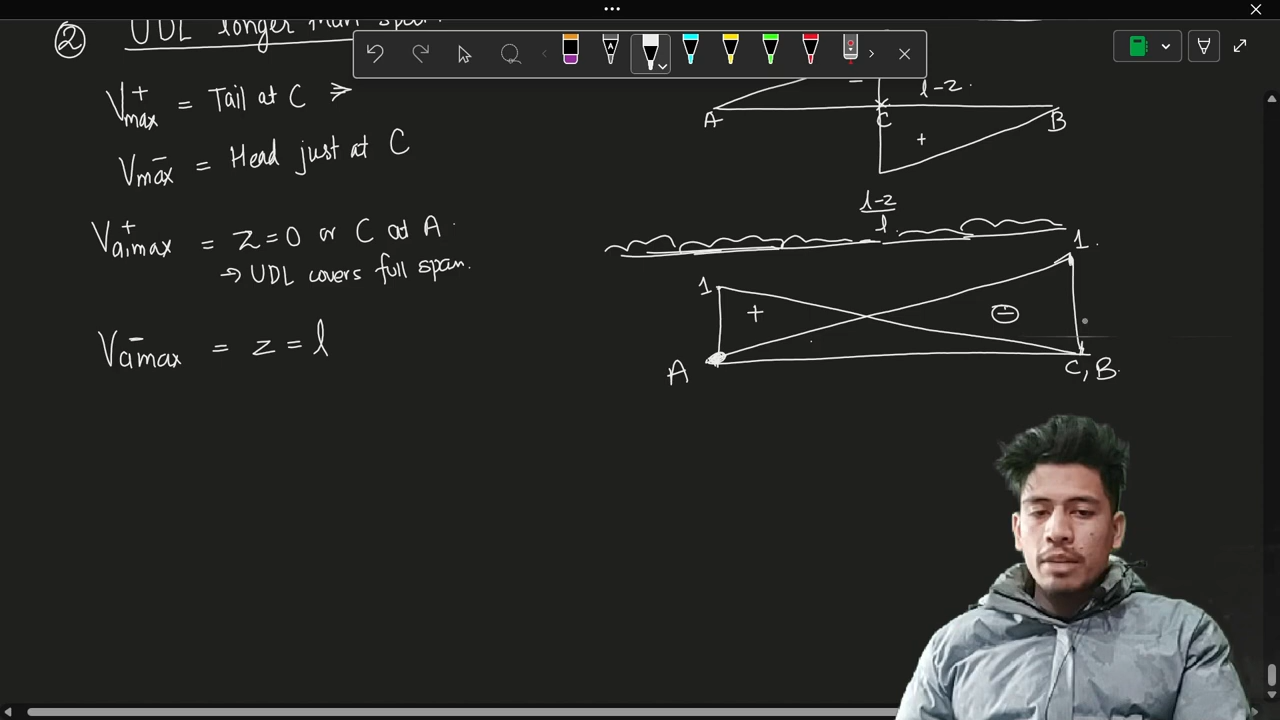 ② UDL longer than span.
V⁺max = Tail at C ⇒
V⁻max = Head just at C
V⁺a,max = z=0 or C at A.
→ UDL covers full span.
V⁻a,max = z = l
−
l-z.
A
C
B
+
l-z
l.
1.
1
+
⊖
A
C, B.